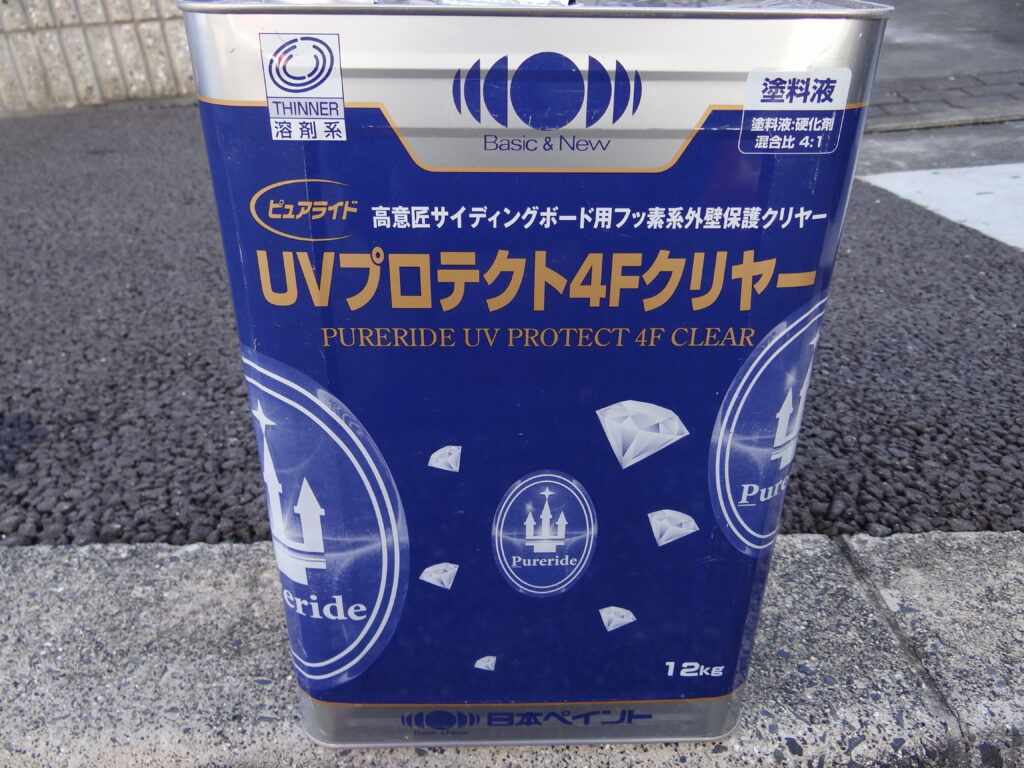 THINNER
溶剤系
Basic & New
塗料液
塗料液:硬化剤
混合比 4:1
ピュアライド
高意匠サイディングボード用フッ素系外壁保護クリヤー
UVプロテクト4Fクリヤー
PURERIDE UV PROTECT 4F CLEAR
Pure
Pureride
eride
12kg
日本ペイント
Basic & New